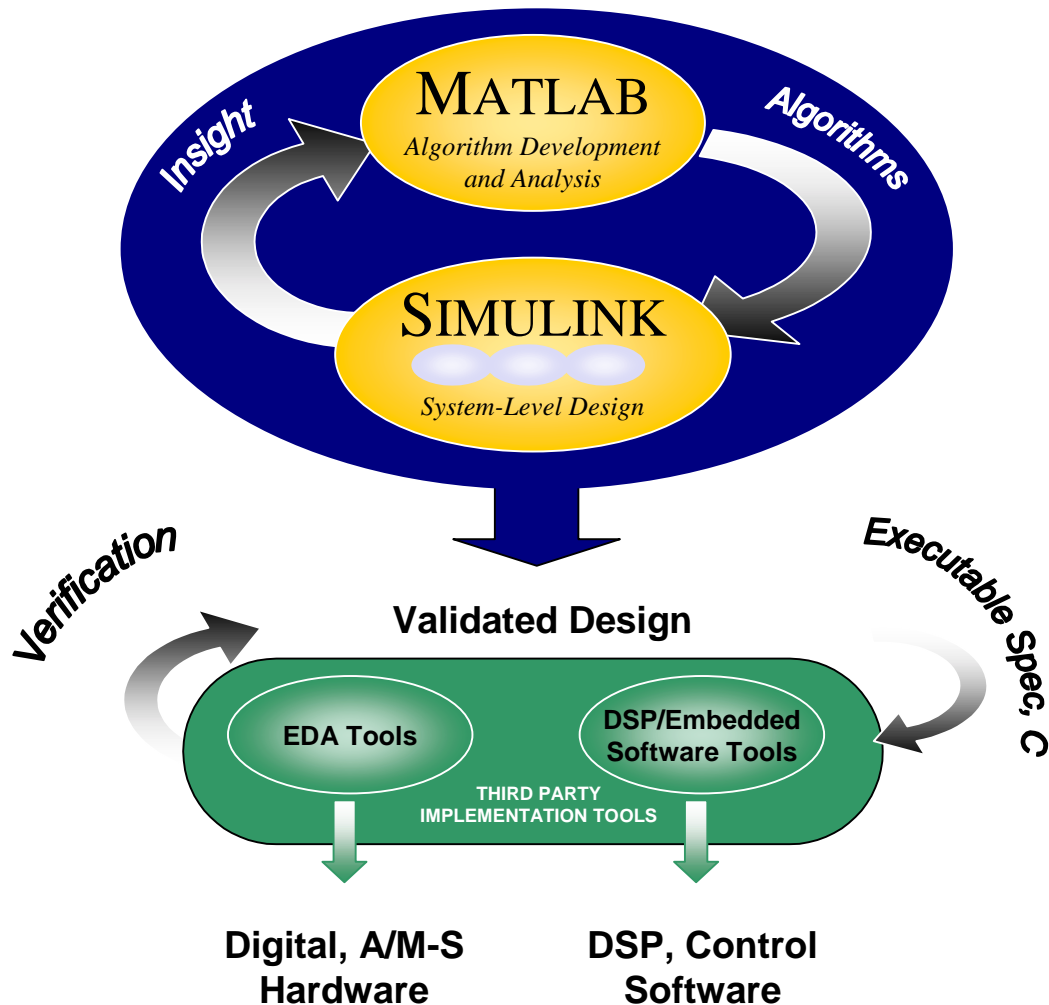 MATLAB
Algorithm Development
and Analysis
Insight
Algorithms
SIMULINK
System-Level Design
Verification
Executable Spec, C
Validated Design
EDA Tools
DSP/Embedded
Software Tools
THIRD PARTY
IMPLEMENTATION TOOLS
Digital, A/M-S
Hardware
DSP, Control
Software